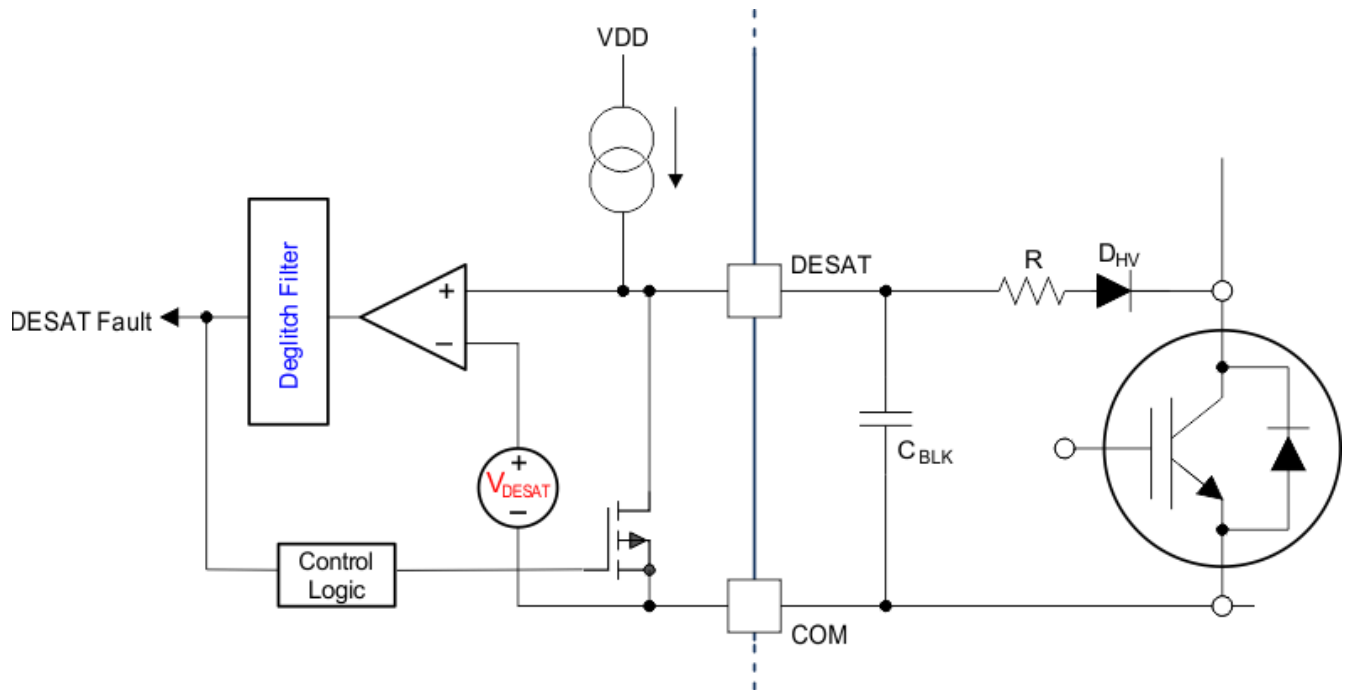 VDD
DESAT
R
DHV
+
−
DESAT Fault
Deglitch Filter
CBLK
+
VDESAT
−
Control
Logic
COM